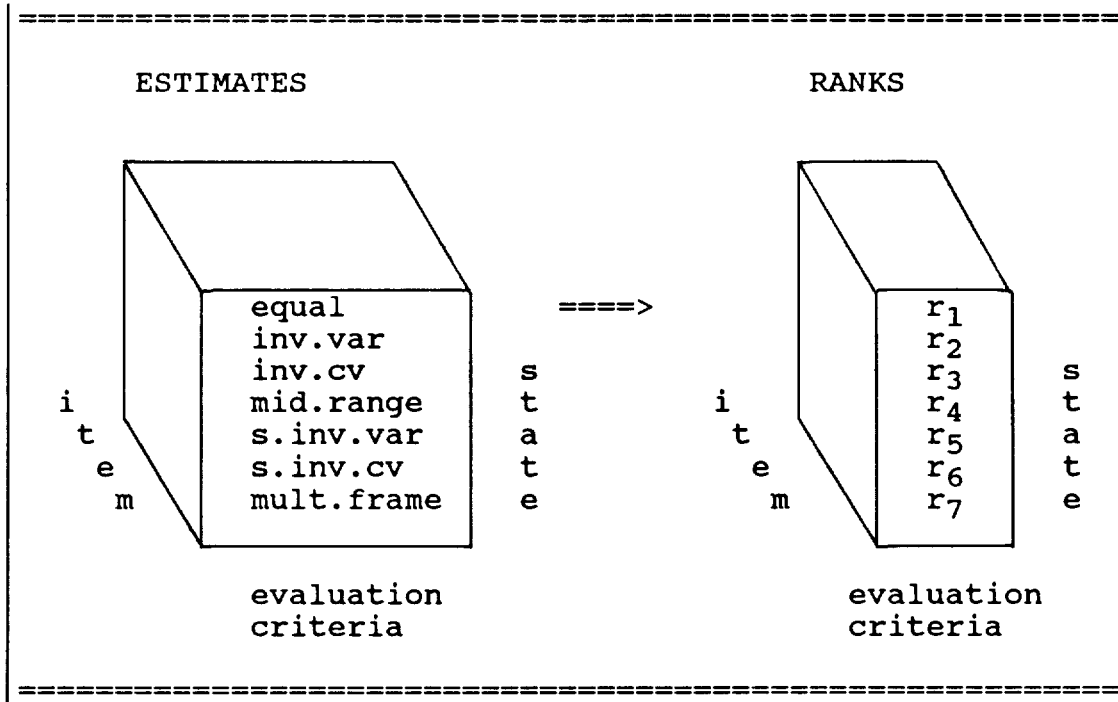 ==================================================
ESTIMATES RANKS
equal ====> r1
inv.var r2
inv.cv s r3 s
i mid.range t i r4 t
t s.inv.var a t r5 a
e s.inv.cv t e r6 t
m mult.frame e m r7 e
evaluation evaluation
criteria criteria
==================================================